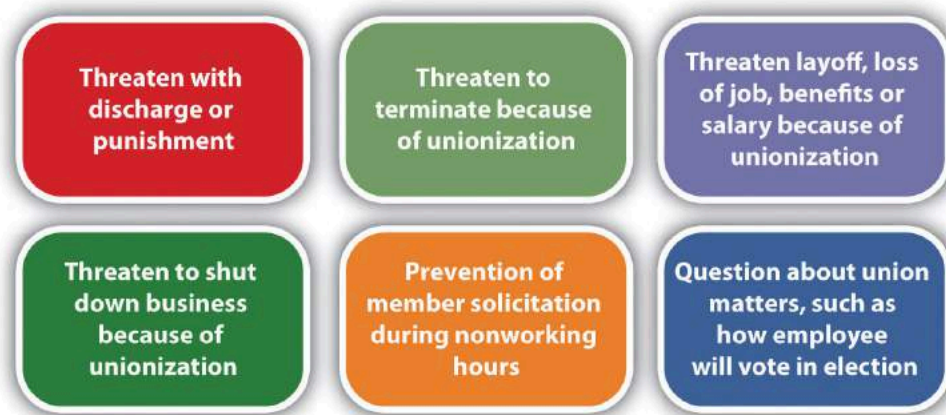 Threaten with
discharge or
punishment
Threaten to
terminate because
of unionization
Threaten layoff, loss
of job, benefits or
salary because of
unionization
Threaten to shut
down business
because of
unionization
Prevention of
member solicitation
during nonworking
hours
Question about union
matters, such as
how employee
will vote in election